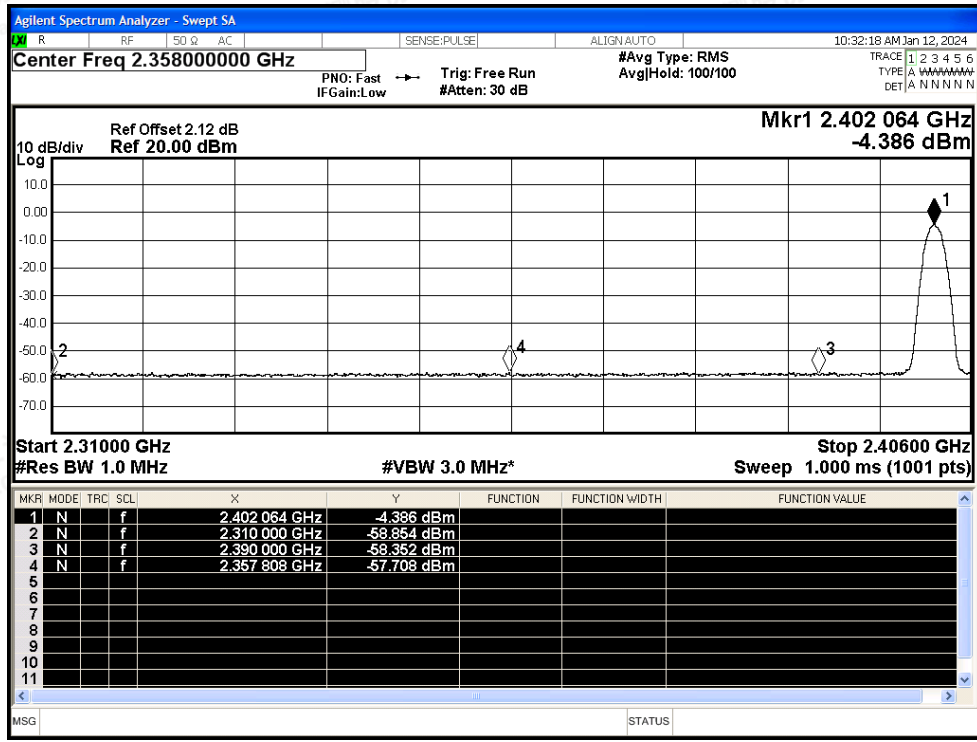 Agilent Spectrum Analyzer - Swept SA
LXI R RF 50 Ω AC SENSE:PULSE ALIGN AUTO 10:32:18 AM Jan 12, 2024
Center Freq 2.358000000 GHz #Avg Type: RMS TRACE 1 2 3 4 5 6
PNO: Fast Trig: Free Run Avg|Hold: 100/100 TYPE A WWWWW
IFGain:Low #Atten: 30 dB DET A N N N N N
Ref Offset 2.12 dB Mkr1 2.402 064 GHz
10 dB/div Ref 20.00 dBm -4.386 dBm
Log
10.0
0.00
1
-10.0
-20.0
-30.0
-40.0
-50.0 2 4 3
-60.0
-70.0
Start 2.31000 GHz Stop 2.40600 GHz
#Res BW 1.0 MHz #VBW 3.0 MHz* Sweep 1.000 ms (1001 pts)
MKR MODE TRC SCL X Y FUNCTION FUNCTION WIDTH FUNCTION VALUE
1 N f 2.402 064 GHz -4.386 dBm
2 N f 2.310 000 GHz -58.854 dBm
3 N f 2.390 000 GHz -58.352 dBm
4 N f 2.357 808 GHz -57.708 dBm
5
6
7
8
9
10
11
MSG STATUS